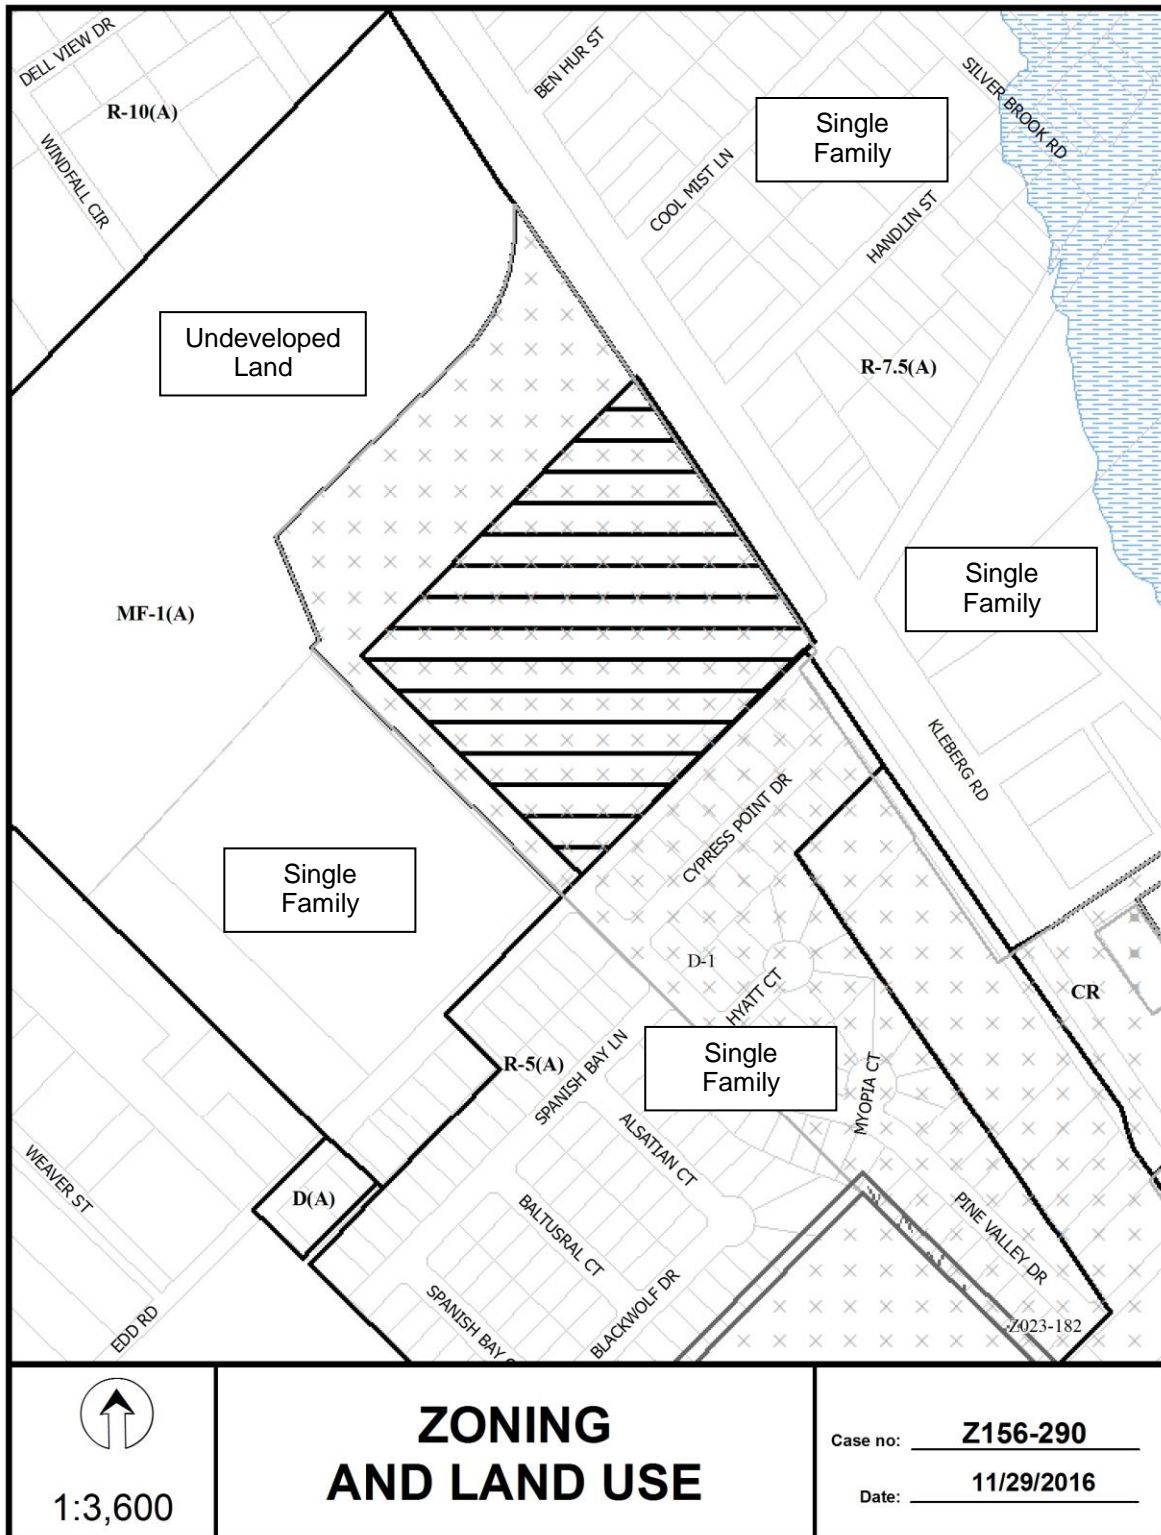 DELL VIEW DR
BEN HUR ST
SILVER BROOK RD
R-10(A)
Single
Family
WINDFALL CIR
COOL MIST LN
HANDLIN ST
Undeveloped
Land
R-7.5(A)
Single
Family
MF-1(A)
KLEBERG RD
CYPRESS POINT DR
Single
Family
D-1
HYATT CT
CR
Single
Family
R-5(A)
SPANISH BAY LN
MYOPIA CT
ALSATIAN CT
WEAVER ST
D(A)
BALTUSRAL CT
PINE VALLEY DR
BLACKWOLF DR
SPANISH BAY
EDD RD
Z023-182
1:3,600
ZONING
AND LAND USE
Case no: Z156-290
Date: 11/29/2016